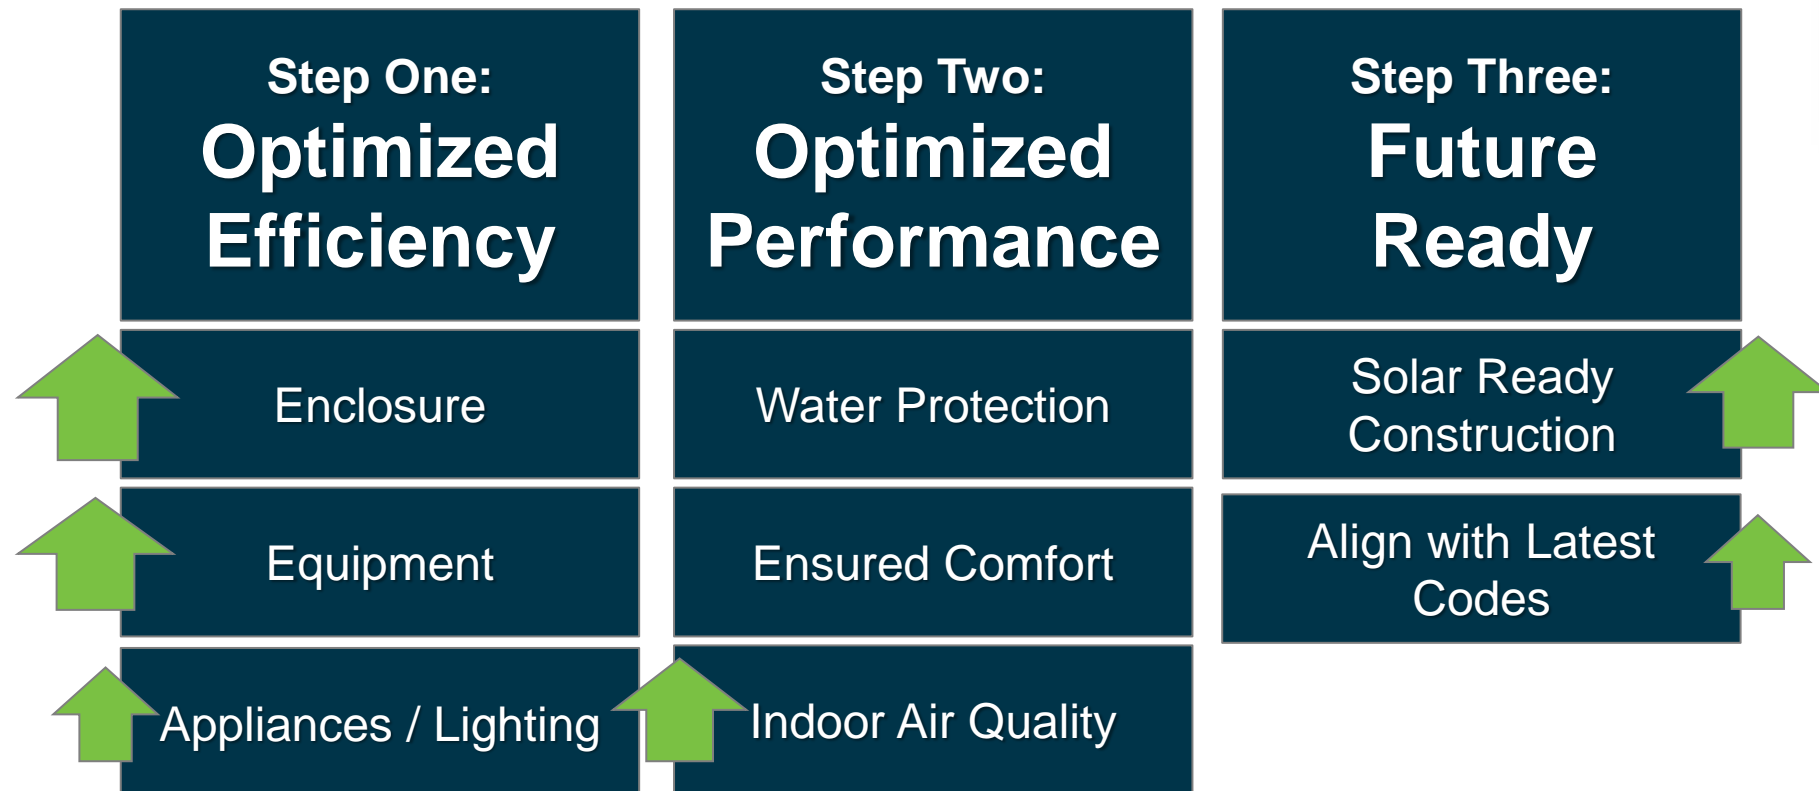 Step One:
Optimized
Efficiency
Enclosure
Equipment
Appliances / Lighting
Step Two:
Optimized
Performance
Water Protection
Ensured Comfort
Indoor Air Quality
Step Three:
Future
Ready
Solar Ready
Construction
Align with Latest
Codes